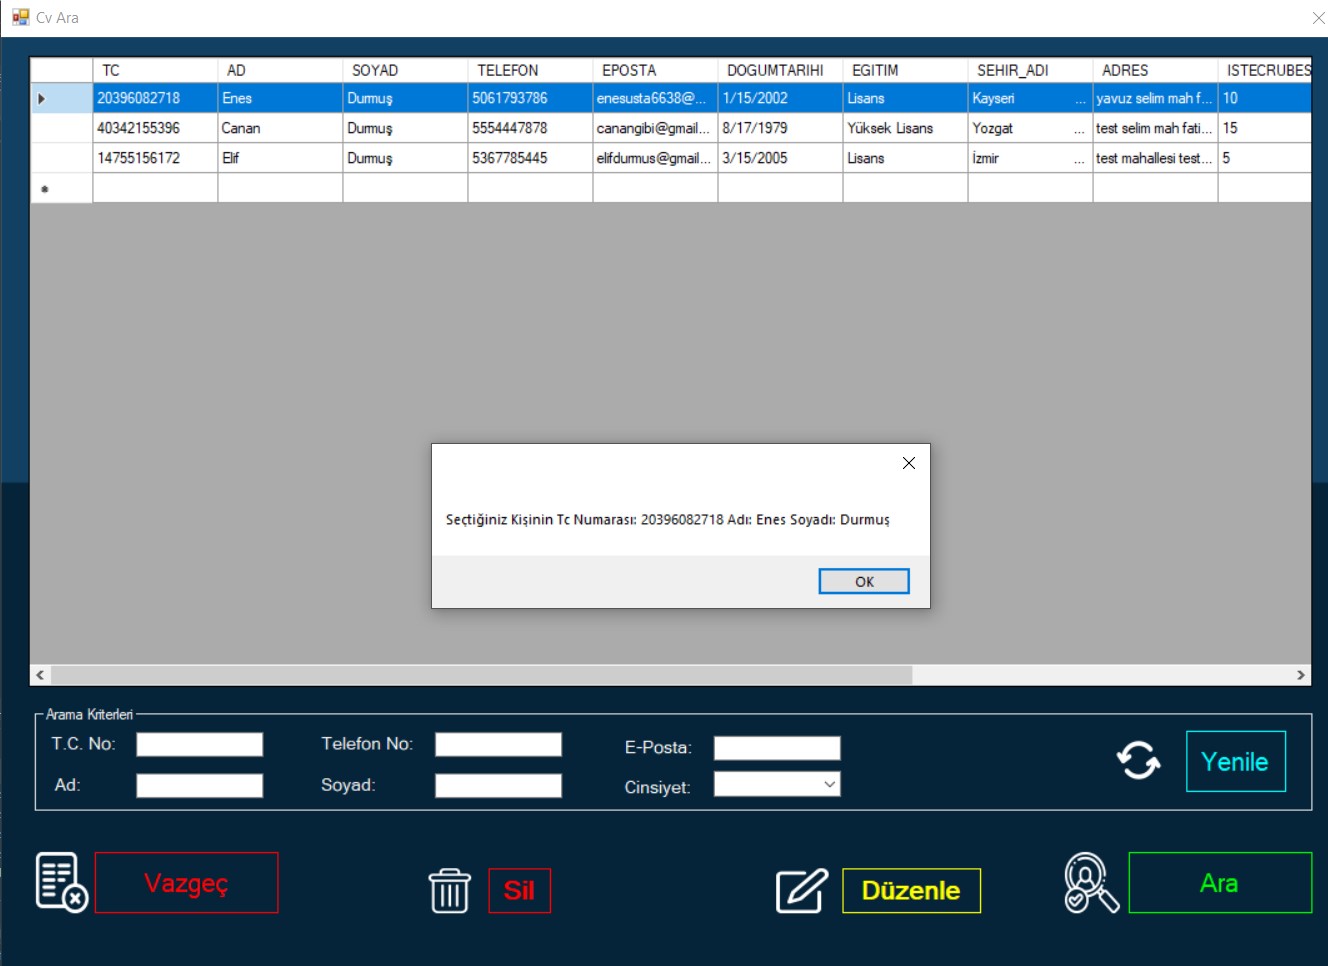 Cv Ara
TC AD SOYAD TELEFON EPOSTA DOGUMTARIHI EGITIM SEHIR_ADI ADRES ISTECRUBES
20396082718 Enes Durmuş 5061793786 enesusta6638@... 1/15/2002 Lisans Kayseri ... yavuz selim mah f... 10
40342155396 Canan Durmuş 5554447878 canangibi@gmail... 8/17/1979 Yüksek Lisans Yozgat ... test selim mah fati... 15
14755156172 Elif Durmuş 5367785445 elifdurmus@gmail... 3/15/2005 Lisans İzmir ... test mahallesi test... 5
Seçtiğiniz Kişinin Tc Numarası: 20396082718 Adı: Enes Soyadı: Durmuş
OK
Arama Kriterleri
T.C. No: Telefon No: E-Posta:
Ad: Soyad: Cinsiyet:
Yenile
Vazgeç Sil Düzenle Ara